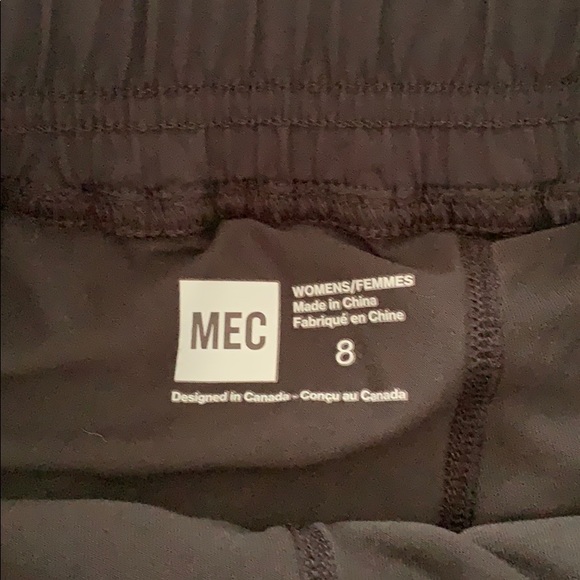 MEC
WOMENS/FEMMES
Made in China
Fabriqué en Chine
8
Designed in Canada - Conçu au Canada